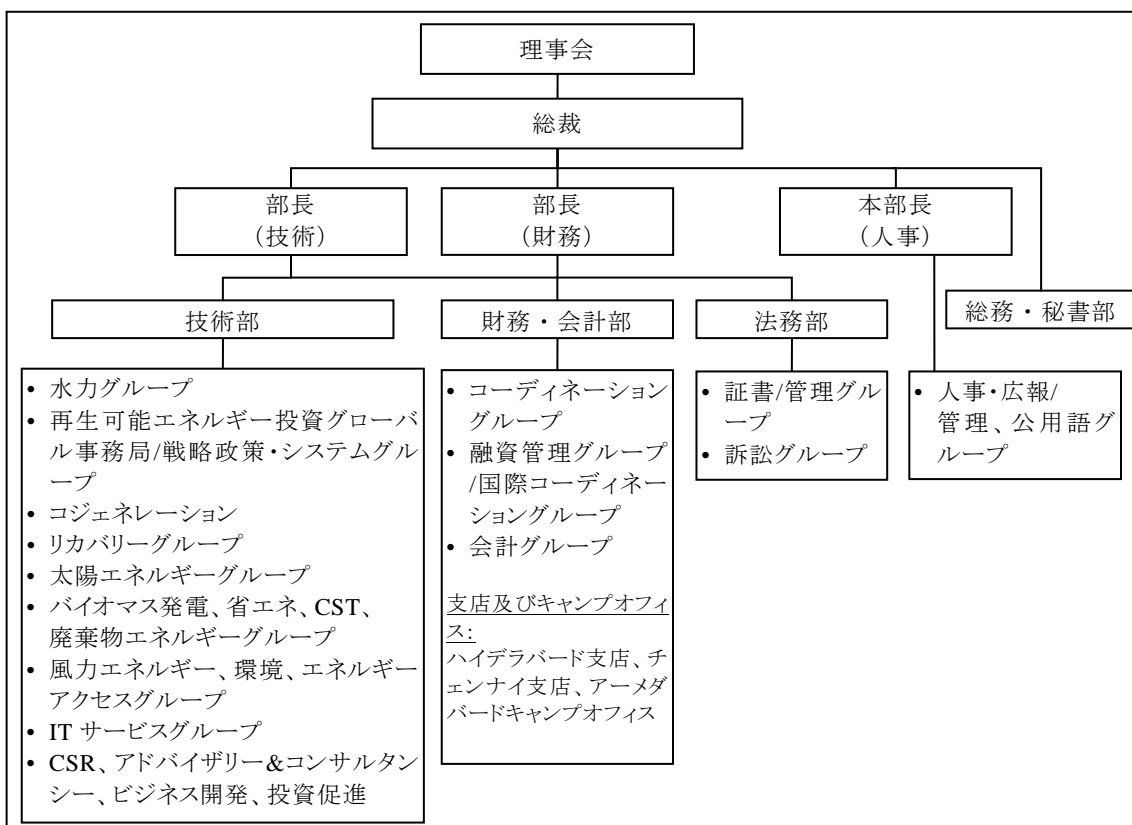 理事会
総裁
部長
（技術）
部長
（財務）
本部長
（人事）
技術部
財務・会計部
法務部
総務・秘書部
• 水力グループ
• 再生可能エネルギー投資グローバ
ル事務局/戦略政策・システムグル
ープ
• コジェネレーション
• リカバリーグループ
• 太陽エネルギーグループ
• バイオマス発電、省エネ、CST、
廃棄物エネルギーグループ
• 風力エネルギー、環境、エネルギー
アクセスグループ
• IT サービスグループ
• CSR、アドバイザリー&コンサルタン
シー、ビジネス開発、投資促進
• コーディネーション
グループ
• 融資管理グループ
/国際コーディネー
ショングループ
• 会計グループ
支店及びキャンプオフィ
ス:
ハイデラバード支店、チ
ェンナイ支店、アーメダ
バードキャンプオフィス
• 証書/管理グル
ープ
• 訴訟グループ
• 人事・広報/
管理、公用語グ
ループ